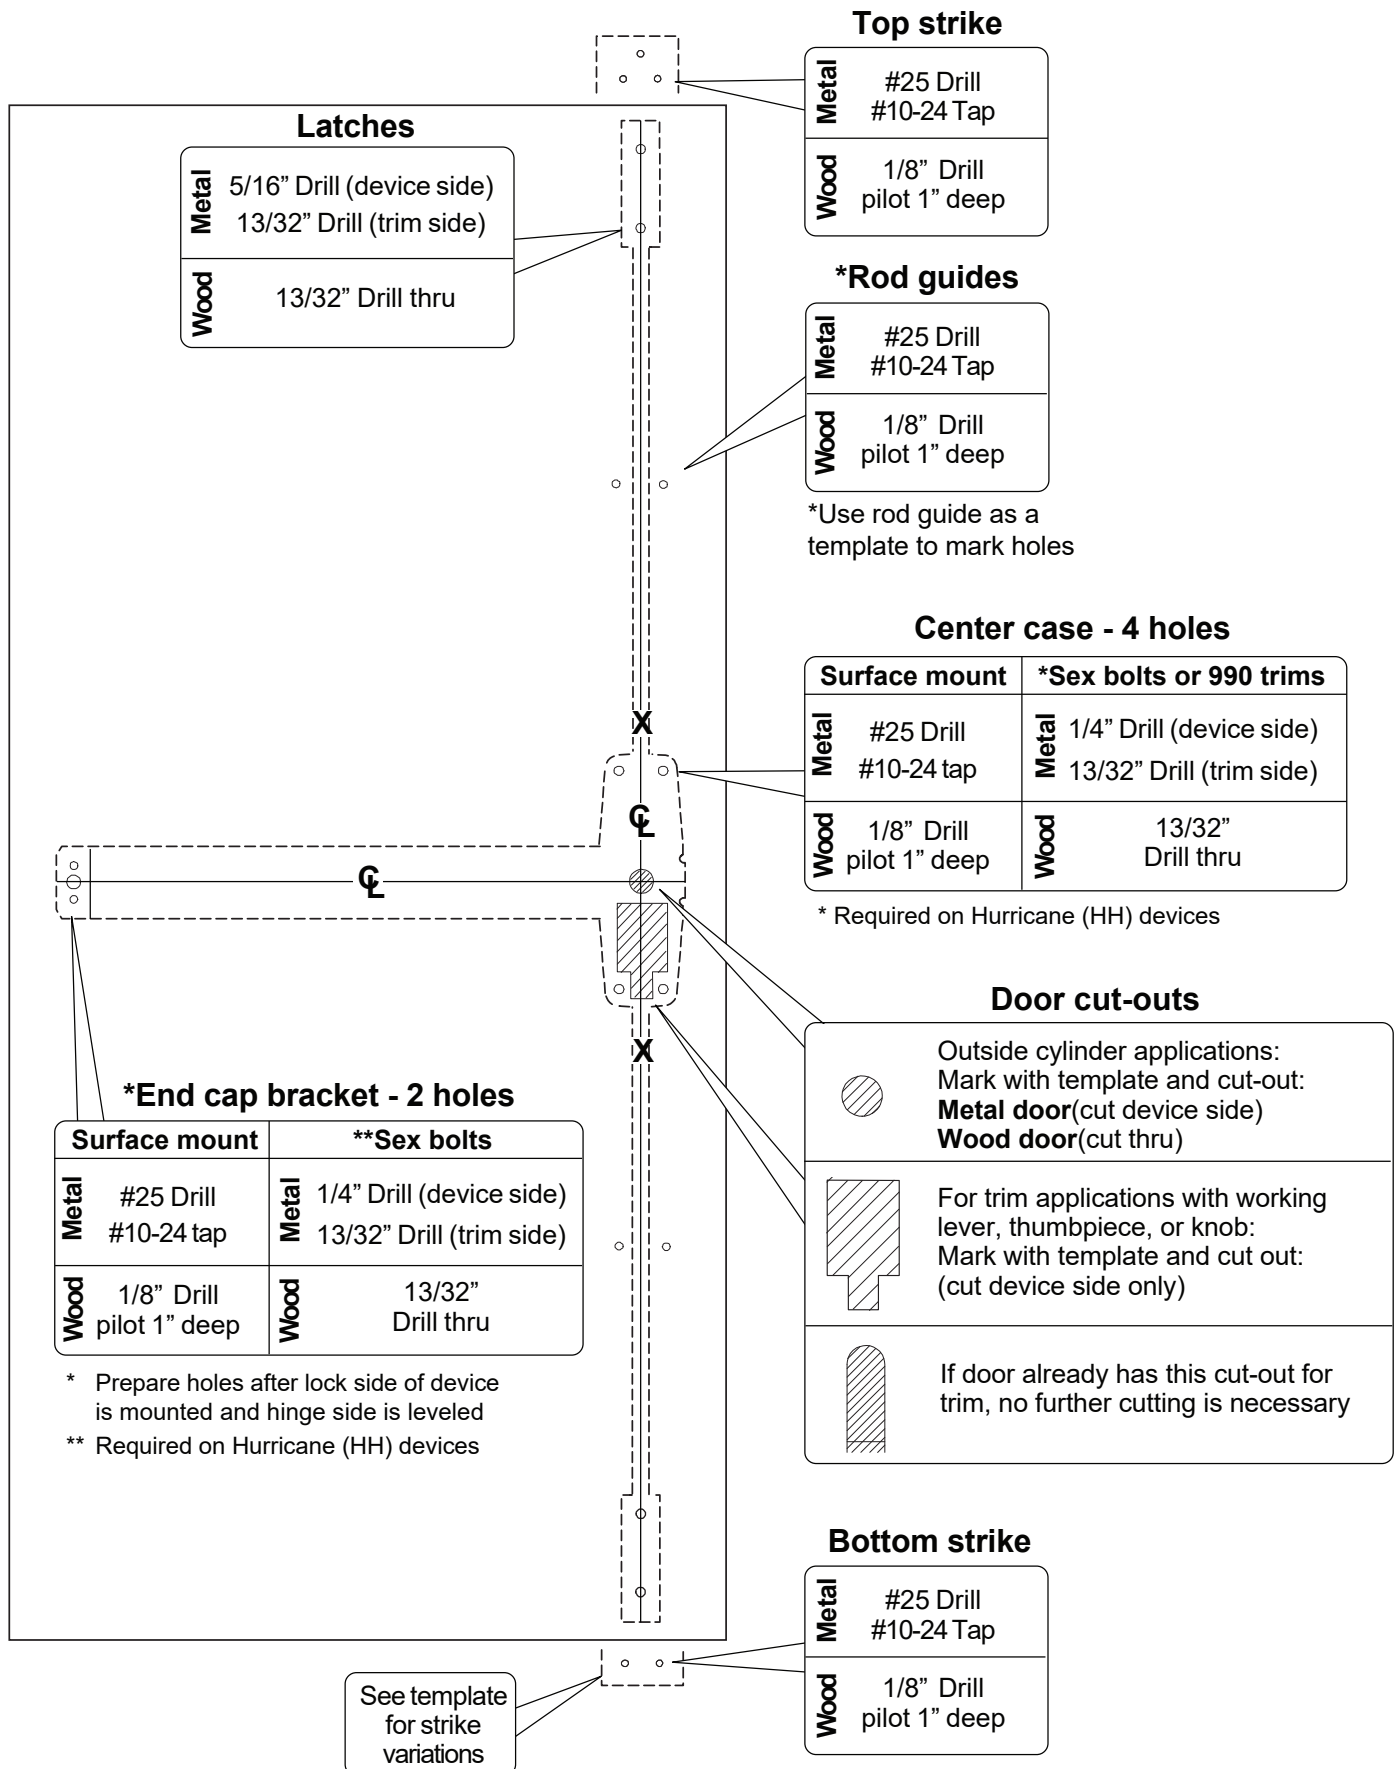 Top strike
Metal
#25 Drill
#10-24 Tap
Wood
1/8” Drill
pilot 1” deep
Latches
Metal
5/16” Drill (device side)
13/32” Drill (trim side)
Wood
13/32” Drill thru
*Rod guides
Metal
#25 Drill
#10-24 Tap
Wood
1/8” Drill
pilot 1” deep
*Use rod guide as a
template to mark holes
Center case - 4 holes
Surface mount
*Sex bolts or 990 trims
Metal
#25 Drill
#10-24 tap
Metal
1/4” Drill (device side)
13/32” Drill (trim side)
Wood
1/8” Drill
pilot 1” deep
Wood
13/32”
Drill thru
* Required on Hurricane (HH) devices
X
℄
℄
X
Door cut-outs
Outside cylinder applications:
Mark with template and cut-out:
Metal door(cut device side)
Wood door(cut thru)
For trim applications with working
lever, thumbpiece, or knob:
Mark with template and cut out:
(cut device side only)
If door already has this cut-out for
trim, no further cutting is necessary
*End cap bracket - 2 holes
Surface mount
**Sex bolts
Metal
#25 Drill
#10-24 tap
Metal
1/4” Drill (device side)
13/32” Drill (trim side)
Wood
1/8” Drill
pilot 1” deep
Wood
13/32”
Drill thru
* Prepare holes after lock side of device
is mounted and hinge side is leveled
** Required on Hurricane (HH) devices
Bottom strike
Metal
#25 Drill
#10-24 Tap
Wood
1/8” Drill
pilot 1” deep
See template
for strike
variations